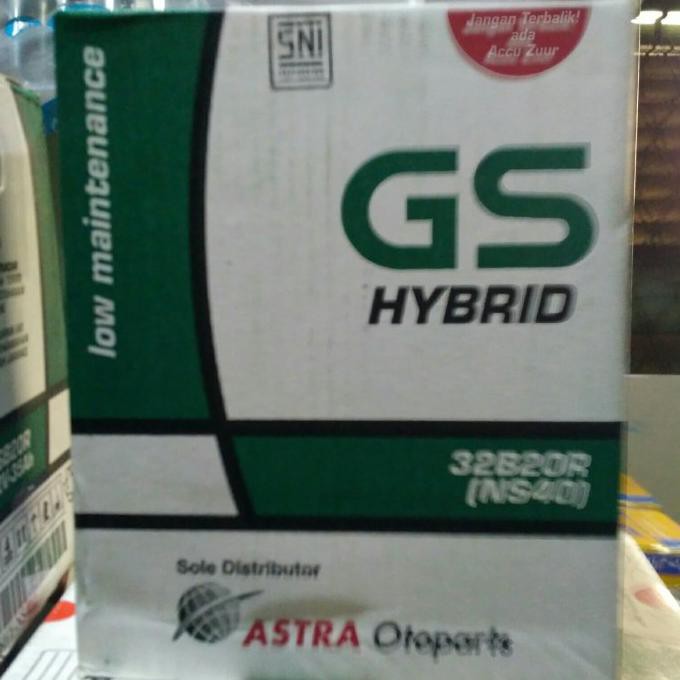 SNI
Jangan Terbalik!
ada
Accu Zuur
low maintenance
GS
HYBRID
32B20R
(NS40)
Sole Distributor
ASTRA Otoparts